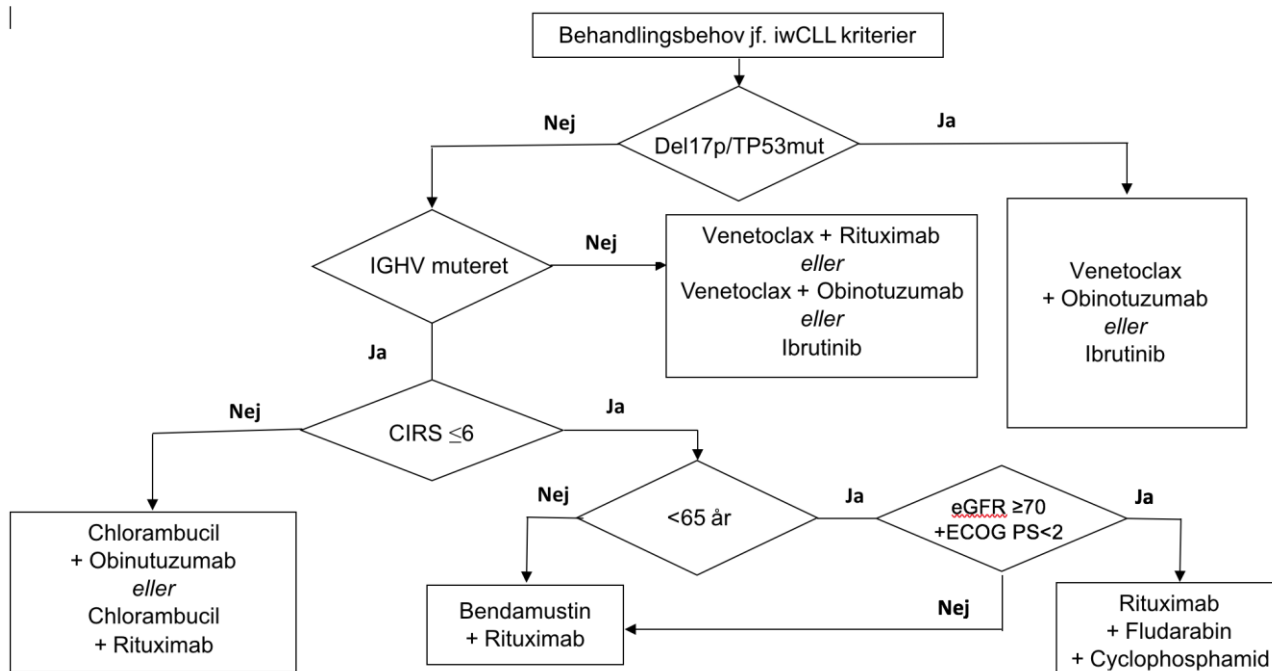 Behandlingsbehov jf. iwCLL kriterier
Nej
Ja
Del17p/TP53mut
IGHV muteret
Nej
Venetoclax + Rituximab
eller
Venetoclax + Obinotuzumab
eller
Ibrutinib
Venetoclax
+ Obinotuzumab
eller
Ibrutinib
Ja
Nej
Ja
CIRS ≤6
Nej
<65 år
Ja
eGFR ≥70
+ECOG PS<2
Ja
Chlorambucil
+ Obinutuzumab
eller
Chlorambucil
+ Rituximab
Bendamustin
+ Rituximab
Nej
Rituximab
+ Fludarabin
+ Cyclophosphamid